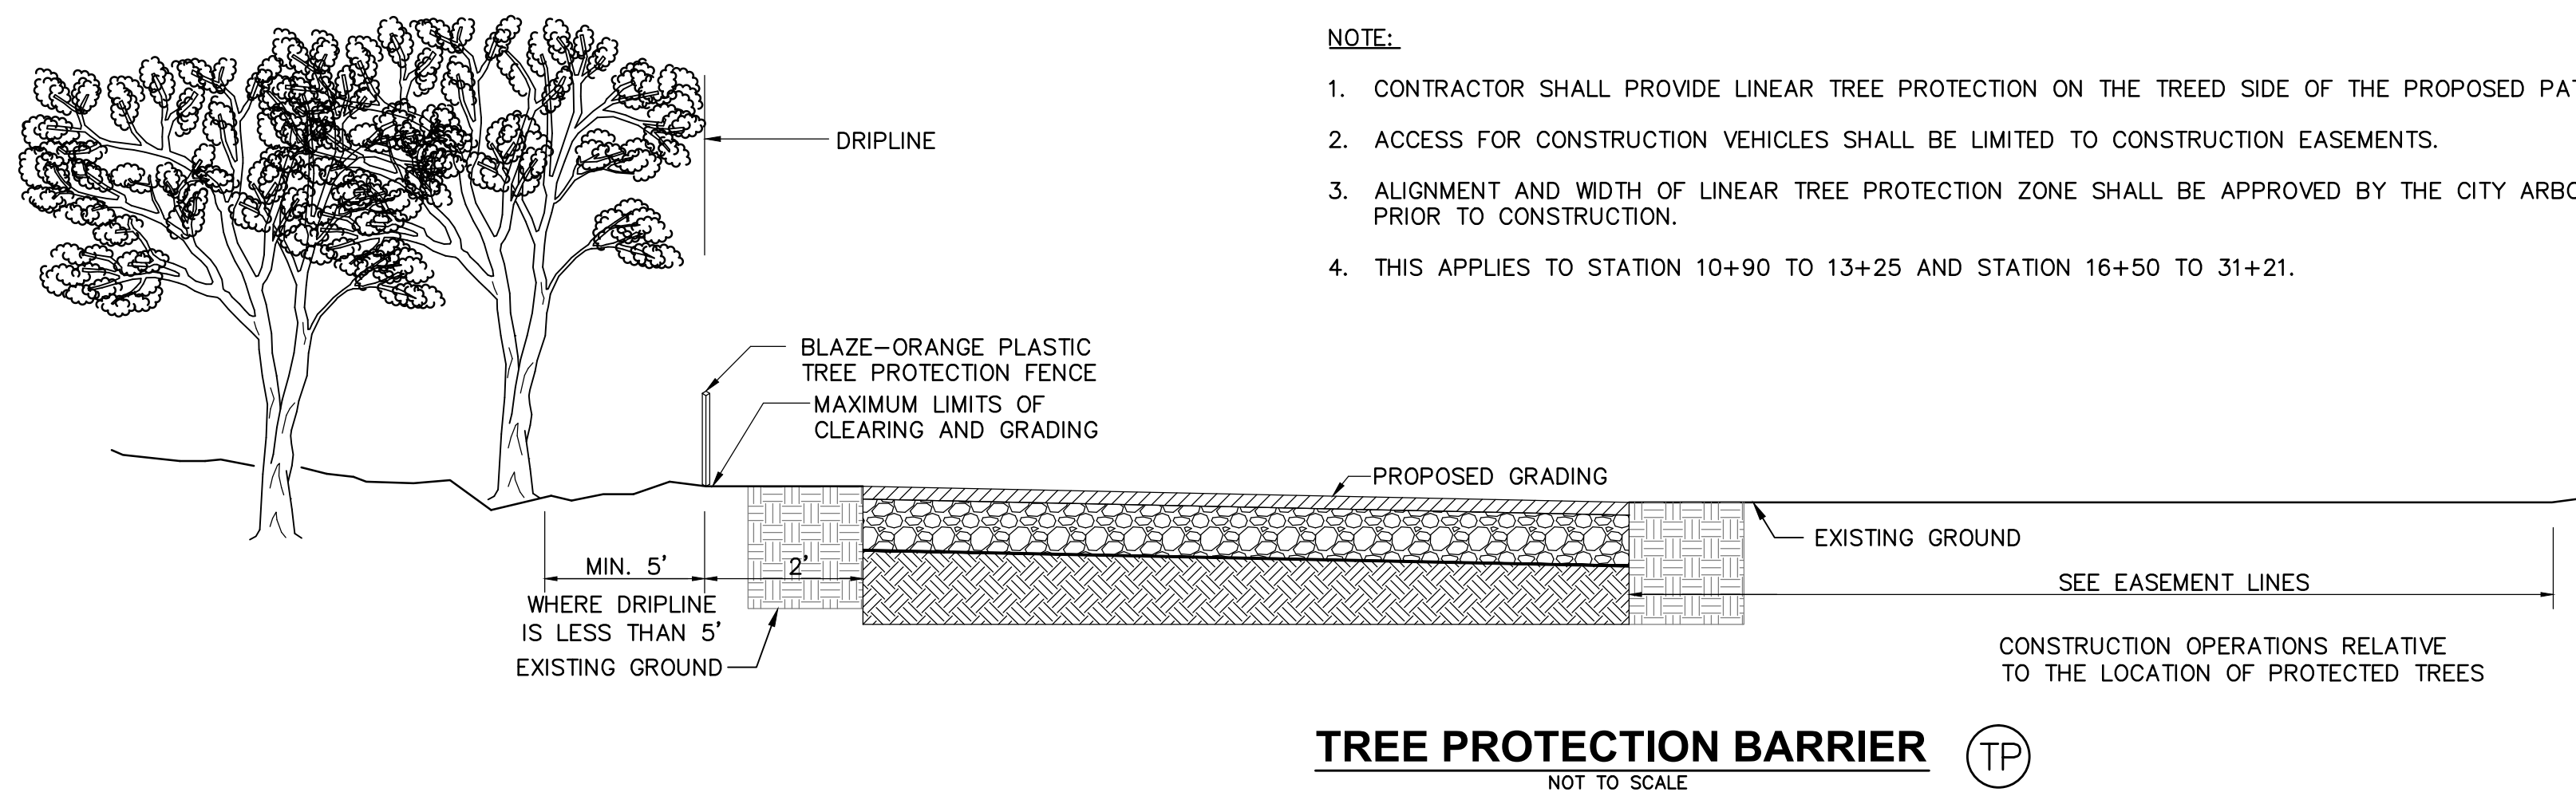 NOTE:
1. CONTRACTOR SHALL PROVIDE LINEAR TREE PROTECTION ON THE TREED SIDE OF THE PROPOSED
2. ACCESS FOR CONSTRUCTION VEHICLES SHALL BE LIMITED TO CONSTRUCTION EASEMENTS.
3. ALIGNMENT AND WIDTH OF LINEAR TREE PROTECTION ZONE SHALL BE APPROVED BY THE CITY
PRIOR TO CONSTRUCTION.
4. THIS APPLIES TO STATION 10+90 TO 13+25 AND STATION 16+50 TO 31+21.
DRIPLINE
BLAZE-ORANGE PLASTIC
TREE PROTECTION FENCE
MAXIMUM LIMITS OF
CLEARING AND GRADING
PROPOSED GRADING
EXISTING GROUND
MIN. 5'
2'
SEE EASEMENT LINES
WHERE DRIPLINE
IS LESS THAN 5'
EXISTING GROUND
CONSTRUCTION OPERATIONS RELATIVE
TO THE LOCATION OF PROTECTED TREES
TREE PROTECTION BARRIER
TP
NOT TO SCALE